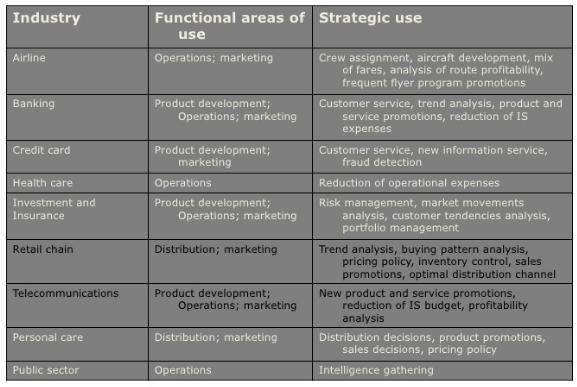 Industry
Functional areas of
use
Strategic use
Airline
Operations; marketing
Crew assignment, aircraft development, mix
of fares, analysis of route profitability,
frequent flyer program promotions
Banking
Product development;
Operations; marketing
Customer service, trend analysis, product and
service promotions, reduction of IS
expenses
Credit card
Product development;
marketing
Customer service, new information service,
fraud detection
Health care
Operations
Reduction of operational expenses
Investment and
Insurance
Product development;
Operations; marketing
Risk management, market movements
analysis, customer tendencies analysis,
portfolio management
Retail chain
Distribution; marketing
Trend analysis, buying pattern analysis,
pricing policy, inventory control, sales
promotions, optimal distribution channel
Telecommunications
Product development;
Operations; marketing
New product and service promotions,
reduction of IS budget, profitability
analysis
Personal care
Distribution; marketing
Distribution decisions, product promotions,
sales decisions, pricing policy
Public sector
Operations
Intelligence gathering